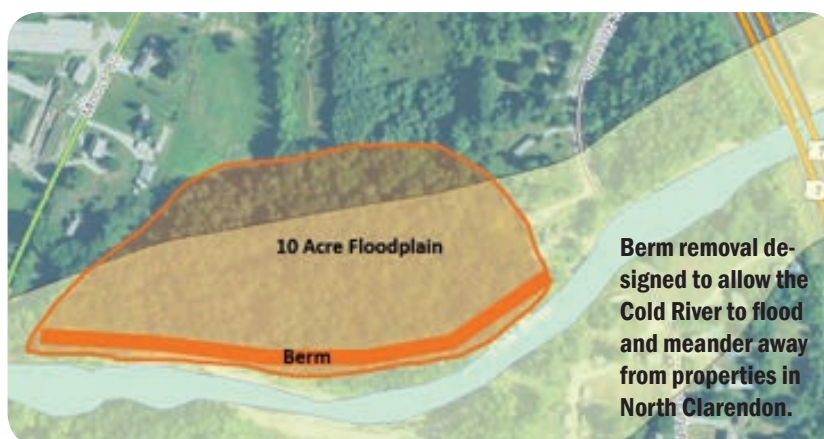 10 Acre Floodplain
Berm
Berm removal de-
signed to allow the
Cold River to flood
and meander away
from properties in
North Clarendon.